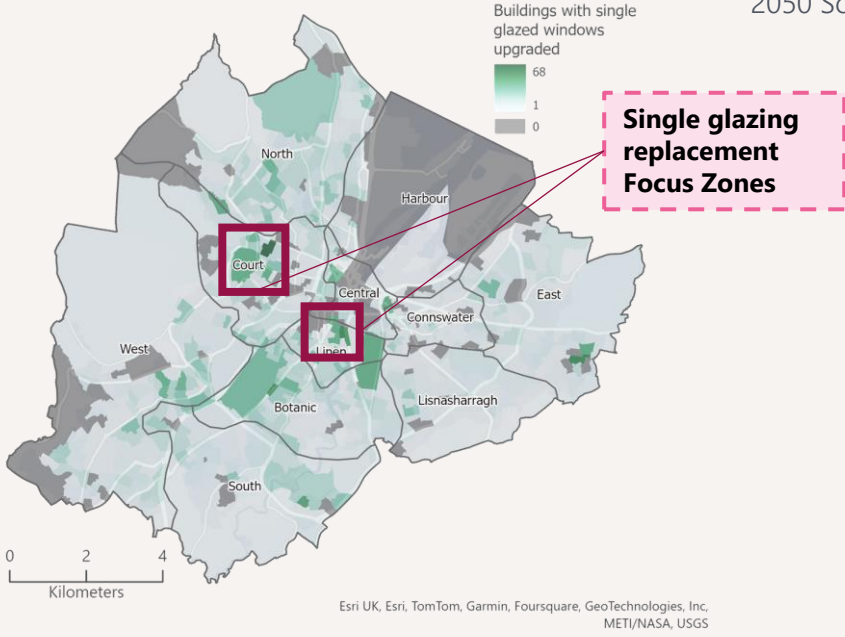 Buildings with single
glazed windows
upgraded
68
1
0
2050
Single glazing
replacement
Focus Zones
North
Harbour
Court
Central
East
Connswater
West
Linen
Lisnasharragh
Botanic
South
0 2 4
Kilometers
Esri UK, Esri, TomTom, Garmin, Foursquare, GeoTechnologies, Inc,
METI/NASA, USGS